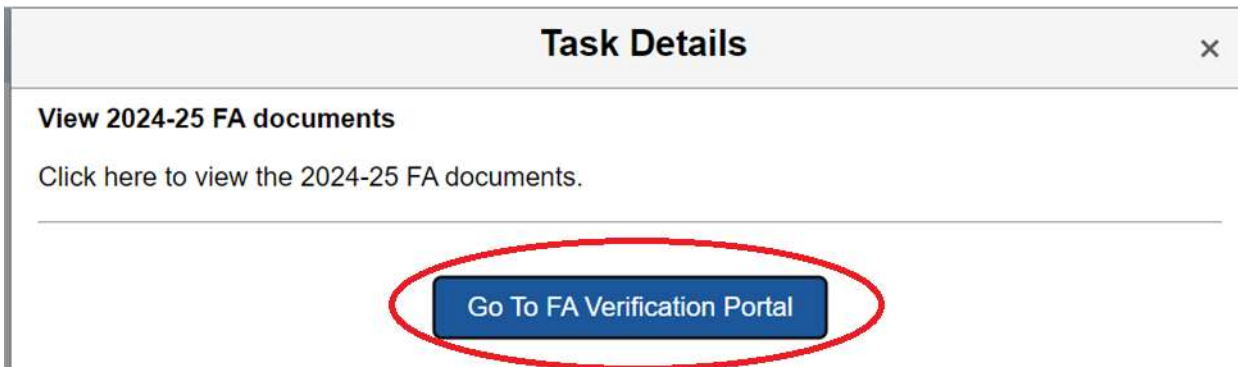 Task Details
×
View 2024-25 FA documents
Click here to view the 2024-25 FA documents.
Go To FA Verification Portal